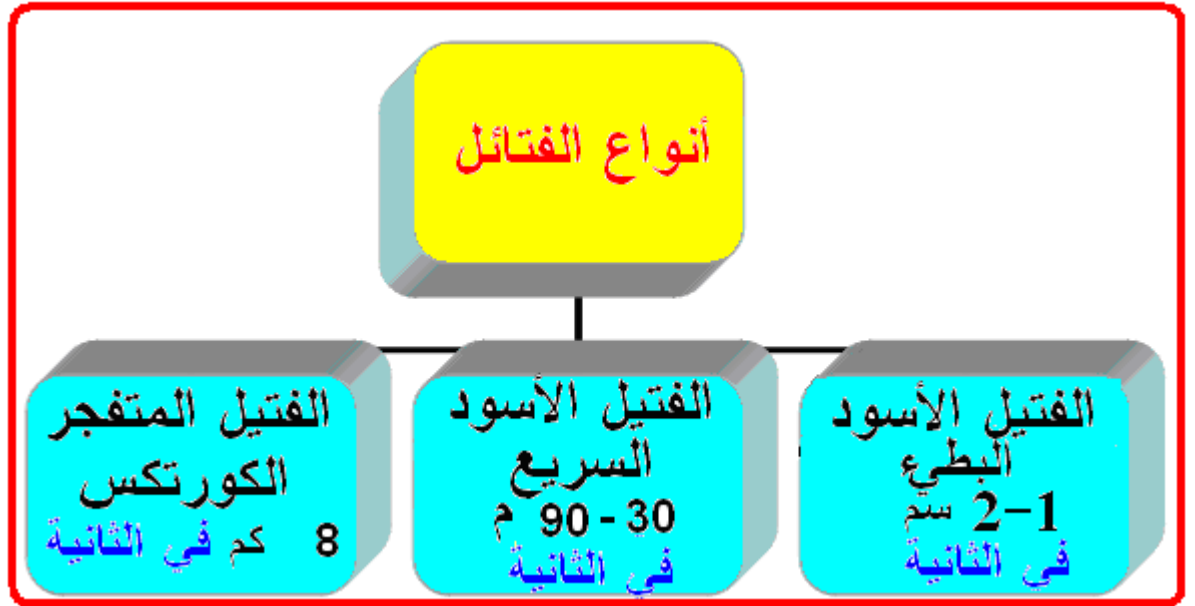 أنواع الفتائل
الفتيل الأسود
البطيء
1-2 سم
في الثانية
الفتيل الأسود
السريع
30 - 90 م
في الثانية
الفتيل المتفجر
الكورتكس
8 كم في الثانية